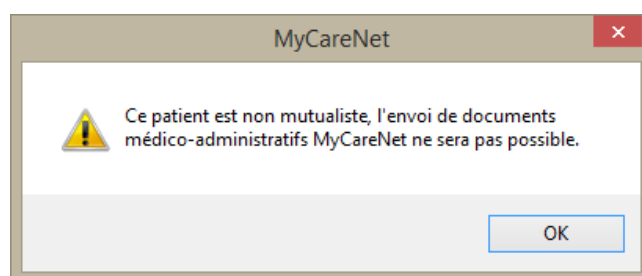 MyCareNet
Ce patient est non mutualiste, l'envoi de documents
médico-administratifs MyCareNet ne sera pas possible.
OK